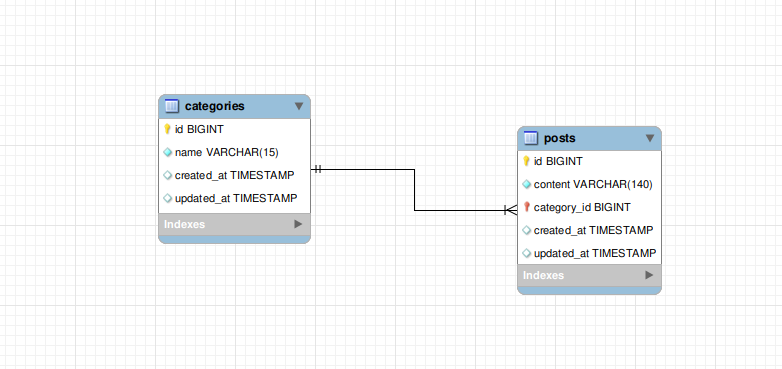 categories
id BIGINT
name VARCHAR(15)
created_at TIMESTAMP
updated_at TIMESTAMP
Indexes
posts
id BIGINT
content VARCHAR(140)
category_id BIGINT
created_at TIMESTAMP
updated_at TIMESTAMP
Indexes